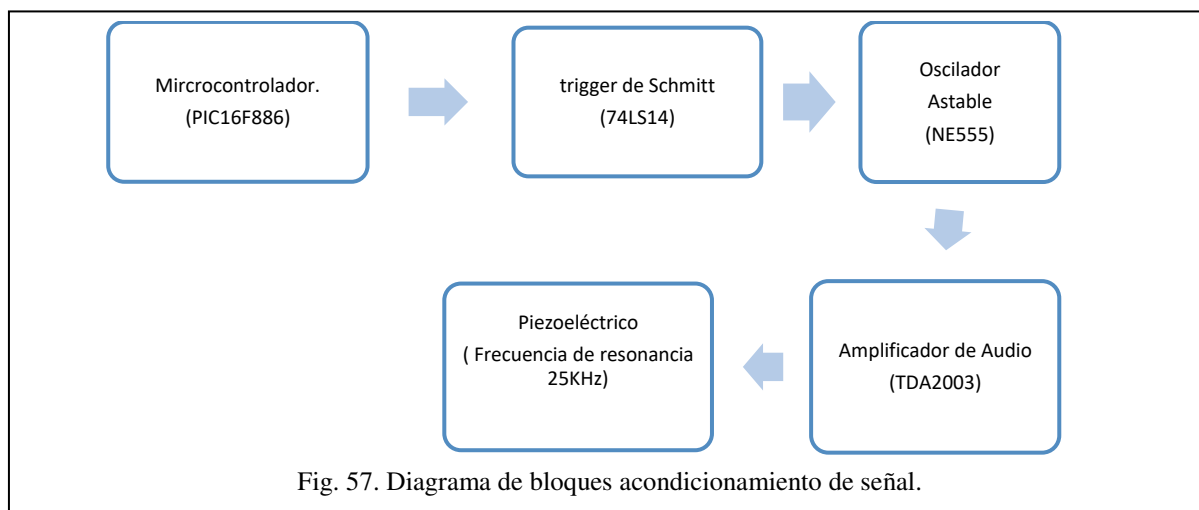 Mircrocontrolador.
(PIC16F886)
trigger de Schmitt
(74LS14)
Oscilador
Astable
(NE555)
Amplificador de Audio
(TDA2003)
Piezoeléctrico
( Frecuencia de resonancia
25KHz)
Fig. 57. Diagrama de bloques acondicionamiento de señal.